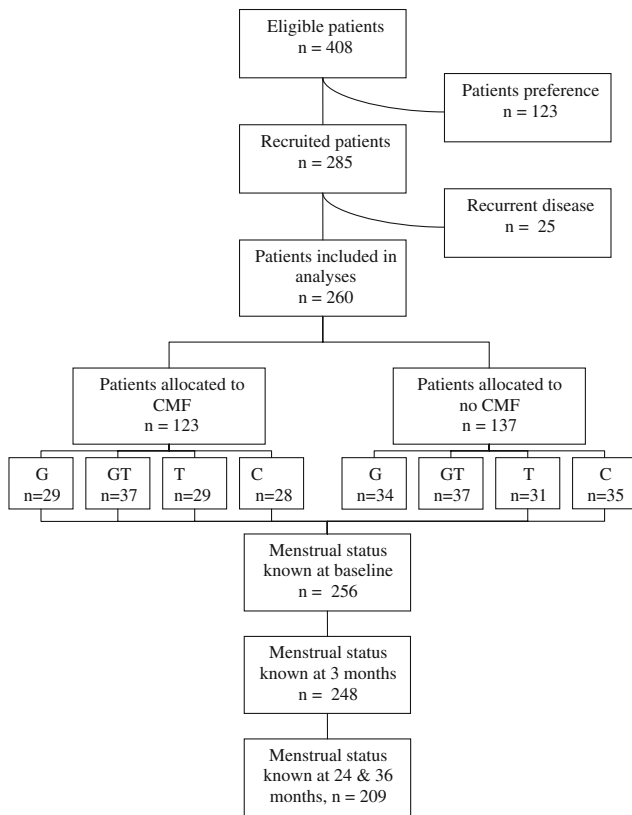 Eligible patients
n = 408
Patients preference
n = 123
Recruited patients
n = 285
Recurrent disease
n = 25
Patients included in
analyses
n = 260
Patients allocated to
CMF
n = 123
Patients allocated to
no CMF
n = 137
G
n=29
GT
n=37
T
n=29
C
n=28
G
n=34
GT
n=37
T
n=31
C
n=35
Menstrual status
known at baseline
n = 256
Menstrual status
known at 3 months
n = 248
Menstrual status
known at 24 & 36
months, n = 209